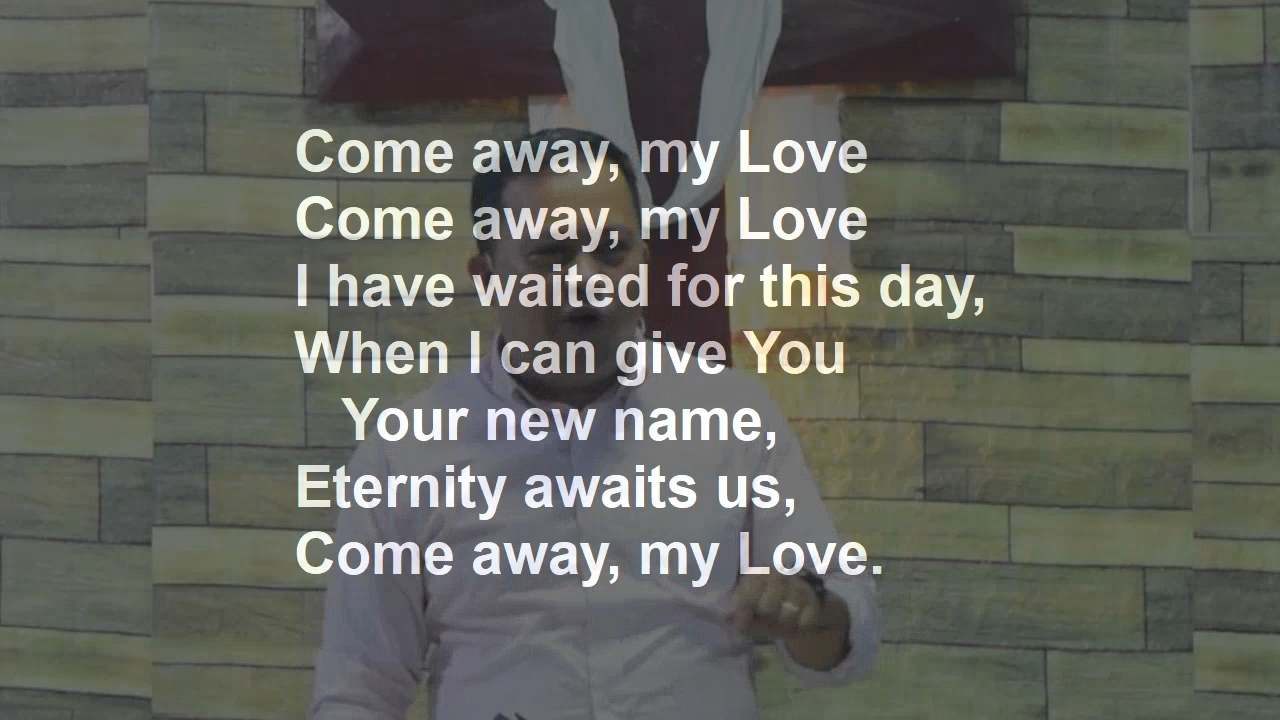 Come away, my Love
Come away, my Love
I have waited for this day,
When I can give You
Your new name,
Eternity awaits us,
Come away, my Love.